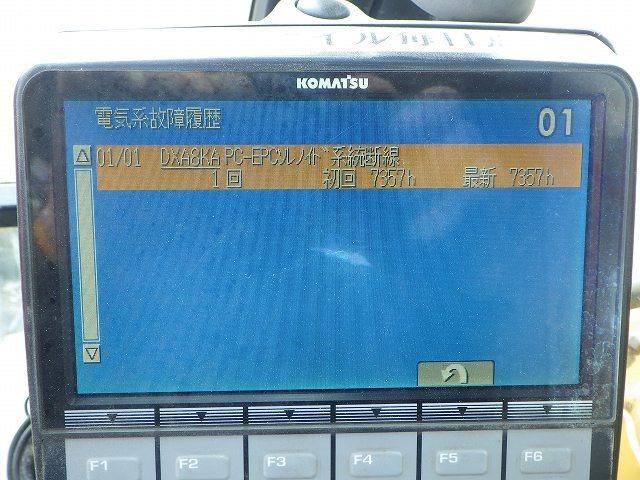 KOMATSU
電気系故障履歴 01
01/01 DXA8KA PC-EPCソレノイド系統断線
1回 初回 7357h 最新 7357h
F1 F2 F3 F4 F5 F6